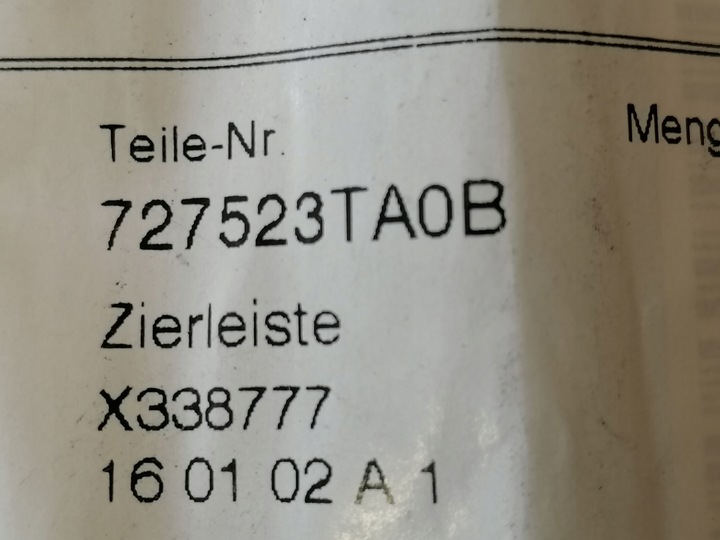 Teile-Nr.
Meng
727523TA0B
Zierleiste
X338777
16 01 02 A 1